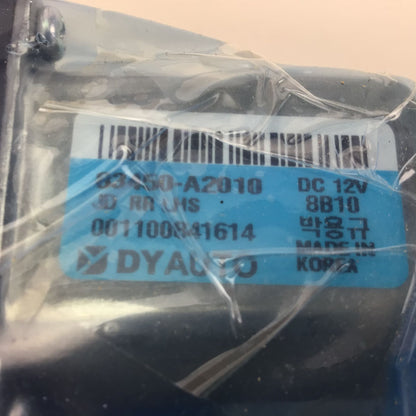 83450-A2010 DC 12V
JD RR LHS 8B10
001100841614 박용규
DYAUTO MADE IN KOREA